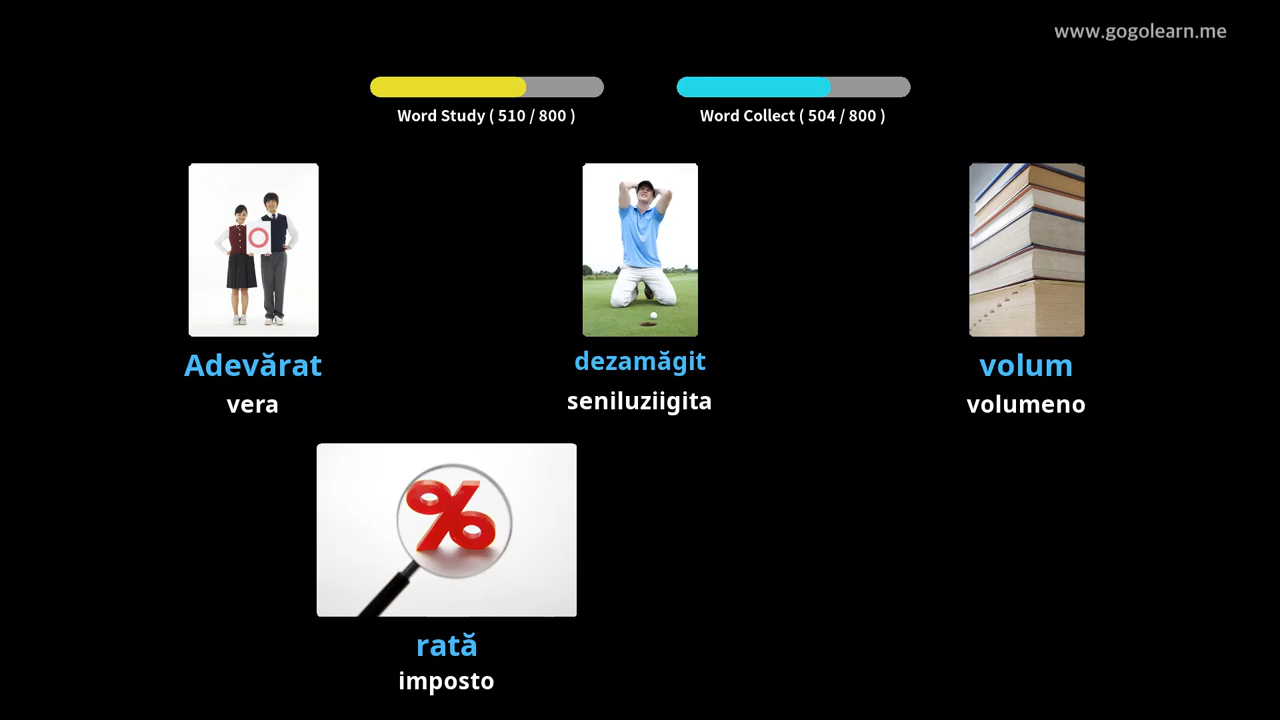 www.gogolearn.me
Word Study ( 510 / 800 )
Word Collect ( 504 / 800 )
Adevărat
vera
dezamăgit
seniluziigita
volum
volumeno
%
rată
imposto